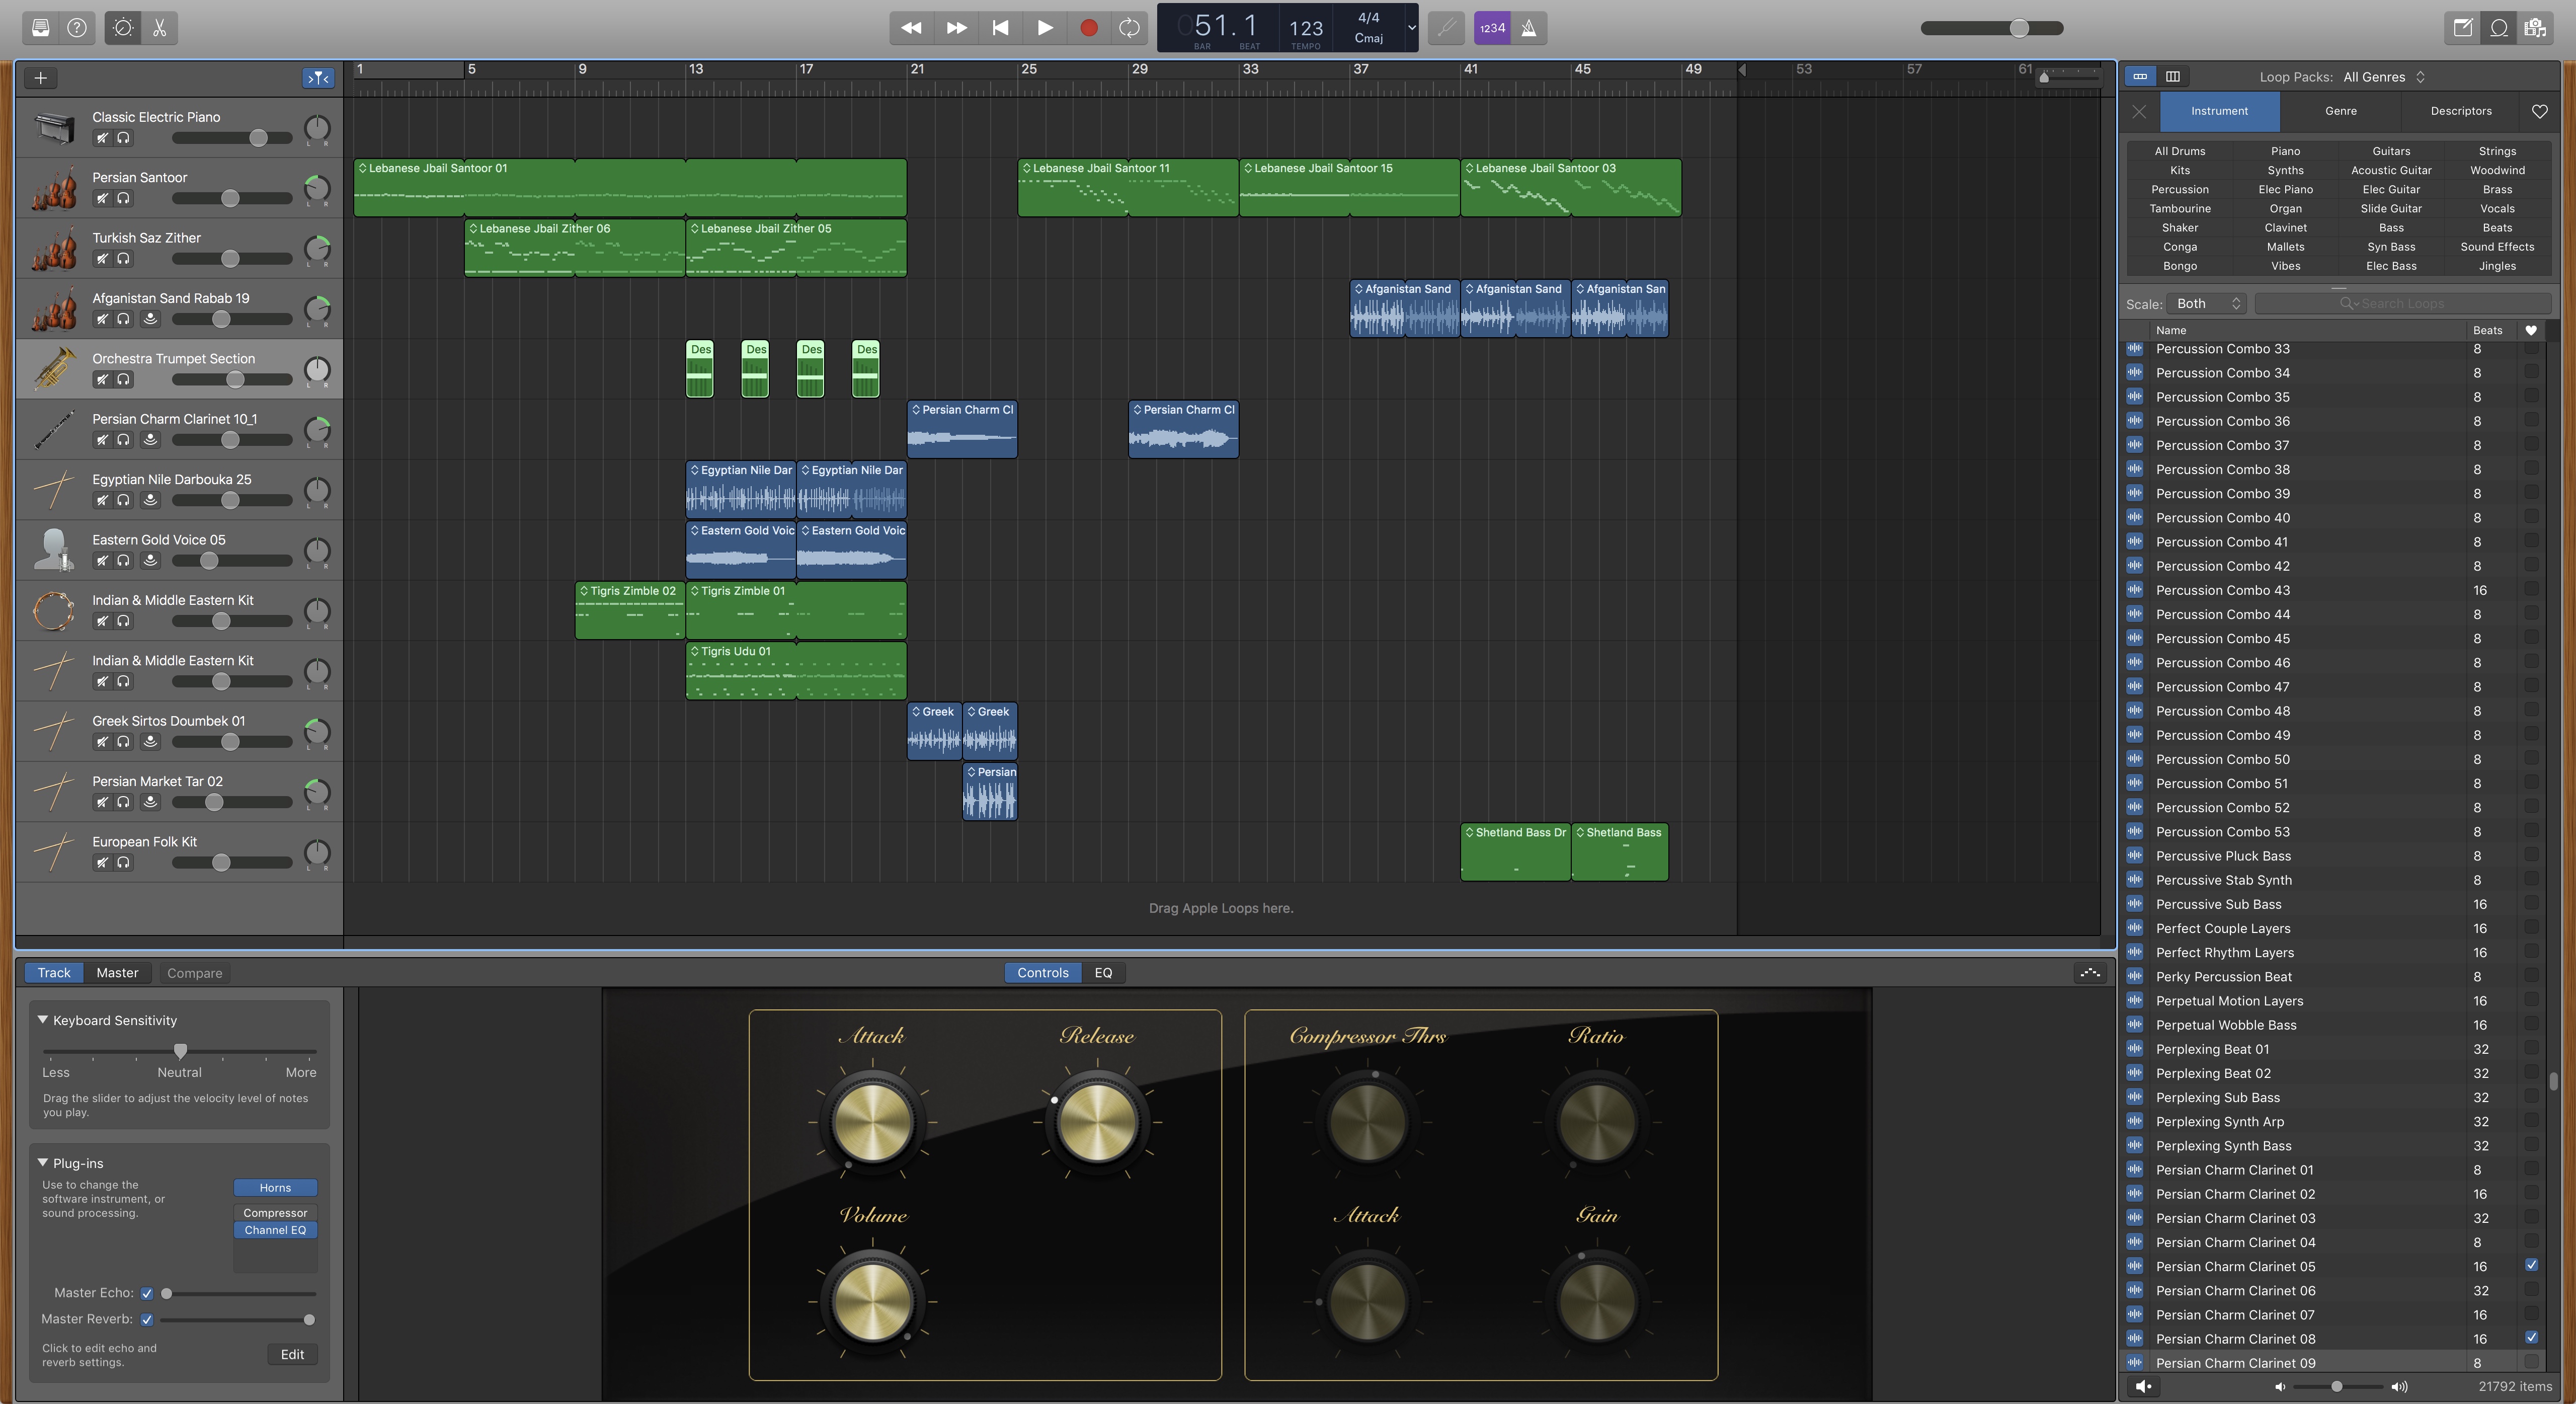 051.1
BAR BEAT
123
TEMPO
4/4
Cmaj
1234
1 5 9 13 17 21 25 29 33 37 41 45 49 53 57 61
Classic Electric Piano
L R
Persian Santoor
L R
Lebanese Jbail Santoor 01
Lebanese Jbail Santoor 11
Lebanese Jbail Santoor 15
Lebanese Jbail Santoor 03
Turkish Saz Zither
L R
Lebanese Jbail Zither 06
Lebanese Jbail Zither 05
Afganistan Sand Rabab 19
L R
Afganistan Sand
Afganistan Sand
Afganistan San
Orchestra Trumpet Section
L R
Des
Des
Des
Des
Persian Charm Clarinet 10_1
L R
Persian Charm Cl
Persian Charm Cl
Egyptian Nile Darbouka 25
L R
Egyptian Nile Dar
Egyptian Nile Dar
Eastern Gold Voice 05
L R
Eastern Gold Voic
Eastern Gold Voic
Indian & Middle Eastern Kit
L R
Tigris Zimble 02
Tigris Zimble 01
Indian & Middle Eastern Kit
L R
Tigris Udu 01
Greek Sirtos Doumbek 01
L R
Greek
Greek
Persian Market Tar 02
L R
Persian
European Folk Kit
L R
Shetland Bass Dr
Shetland Bass
Drag Apple Loops here.
Track Master Compare
Controls EQ
Keyboard Sensitivity
Less Neutral More
Drag the slider to adjust the velocity level of notes
you play.
Plug-ins
Use to change the
software instrument, or
sound processing.
Horns
Compressor
Channel EQ
Master Echo:
Master Reverb:
Click to edit echo and
reverb settings.
Edit
Attack Release
Volume
Compressor Thrs Ratio
Attack Gain
Loop Packs: All Genres
Instrument Genre Descriptors
All Drums Piano Guitars Strings
Kits Synths Acoustic Guitar Woodwind
Percussion Elec Piano Elec Guitar Brass
Tambourine Organ Slide Guitar Vocals
Shaker Clavinet Bass Beats
Conga Mallets Syn Bass Sound Effects
Bongo Vibes Elec Bass Jingles
Scale: Both Search Loops
Name Beats
Percussion Combo 33 8
Percussion Combo 34 8
Percussion Combo 35 8
Percussion Combo 36 8
Percussion Combo 37 8
Percussion Combo 38 8
Percussion Combo 39 8
Percussion Combo 40 8
Percussion Combo 41 8
Percussion Combo 42 8
Percussion Combo 43 16
Percussion Combo 44 8
Percussion Combo 45 8
Percussion Combo 46 8
Percussion Combo 47 8
Percussion Combo 48 8
Percussion Combo 49 8
Percussion Combo 50 8
Percussion Combo 51 8
Percussion Combo 52 8
Percussion Combo 53 8
Percussive Pluck Bass 8
Percussive Stab Synth 8
Percussive Sub Bass 16
Perfect Couple Layers 16
Perfect Rhythm Layers 16
Perky Percussion Beat 8
Perpetual Motion Layers 16
Perpetual Wobble Bass 16
Perplexing Beat 01 32
Perplexing Beat 02 32
Perplexing Sub Bass 32
Perplexing Synth Arp 32
Perplexing Synth Bass 32
Persian Charm Clarinet 01 8
Persian Charm Clarinet 02 16
Persian Charm Clarinet 03 32
Persian Charm Clarinet 04 8
Persian Charm Clarinet 05 16
Persian Charm Clarinet 06 32
Persian Charm Clarinet 07 16
Persian Charm Clarinet 08 16
Persian Charm Clarinet 09 8
21792 items